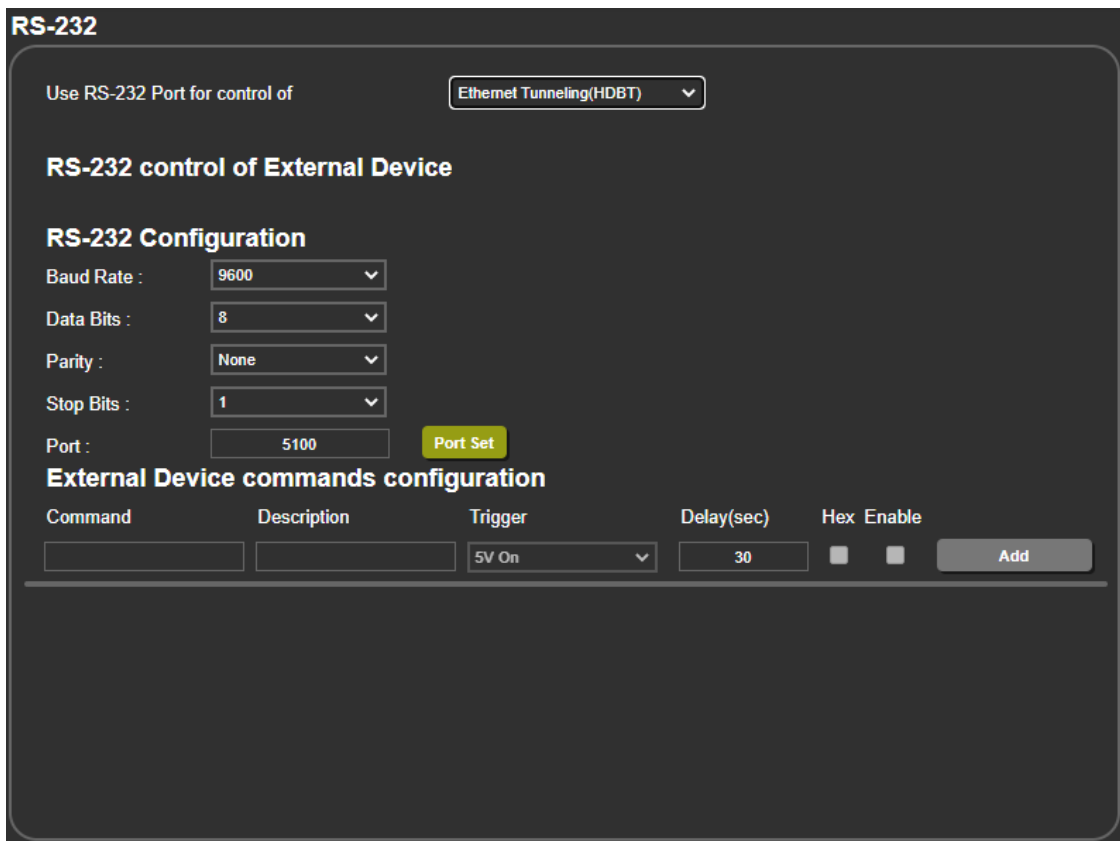 RS-232
Use RS-232 Port for control of Ethernet Tunneling(HDBT)
RS-232 control of External Device
RS-232 Configuration
Baud Rate : 9600
Data Bits : 8
Parity : None
Stop Bits : 1
Port : 5100 Port Set
External Device commands configuration
Command Description Trigger Delay(sec) Hex Enable
5V On 30 Add